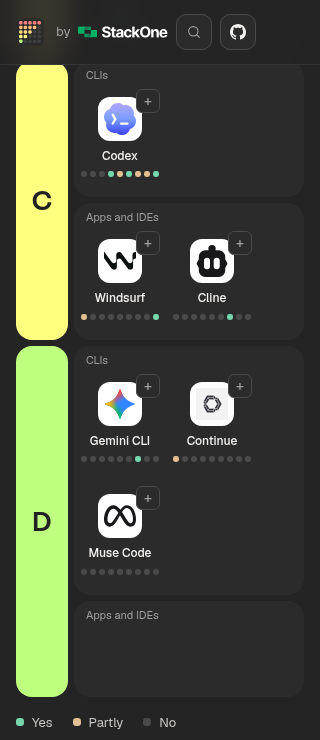 by StackOne
C
CLIs
+
Codex
Apps and IDEs
+ +
Windsurf Cline
D
CLIs
+ +
Gemini CLI Continue
+
Muse Code
Apps and IDEs
Yes Partly No